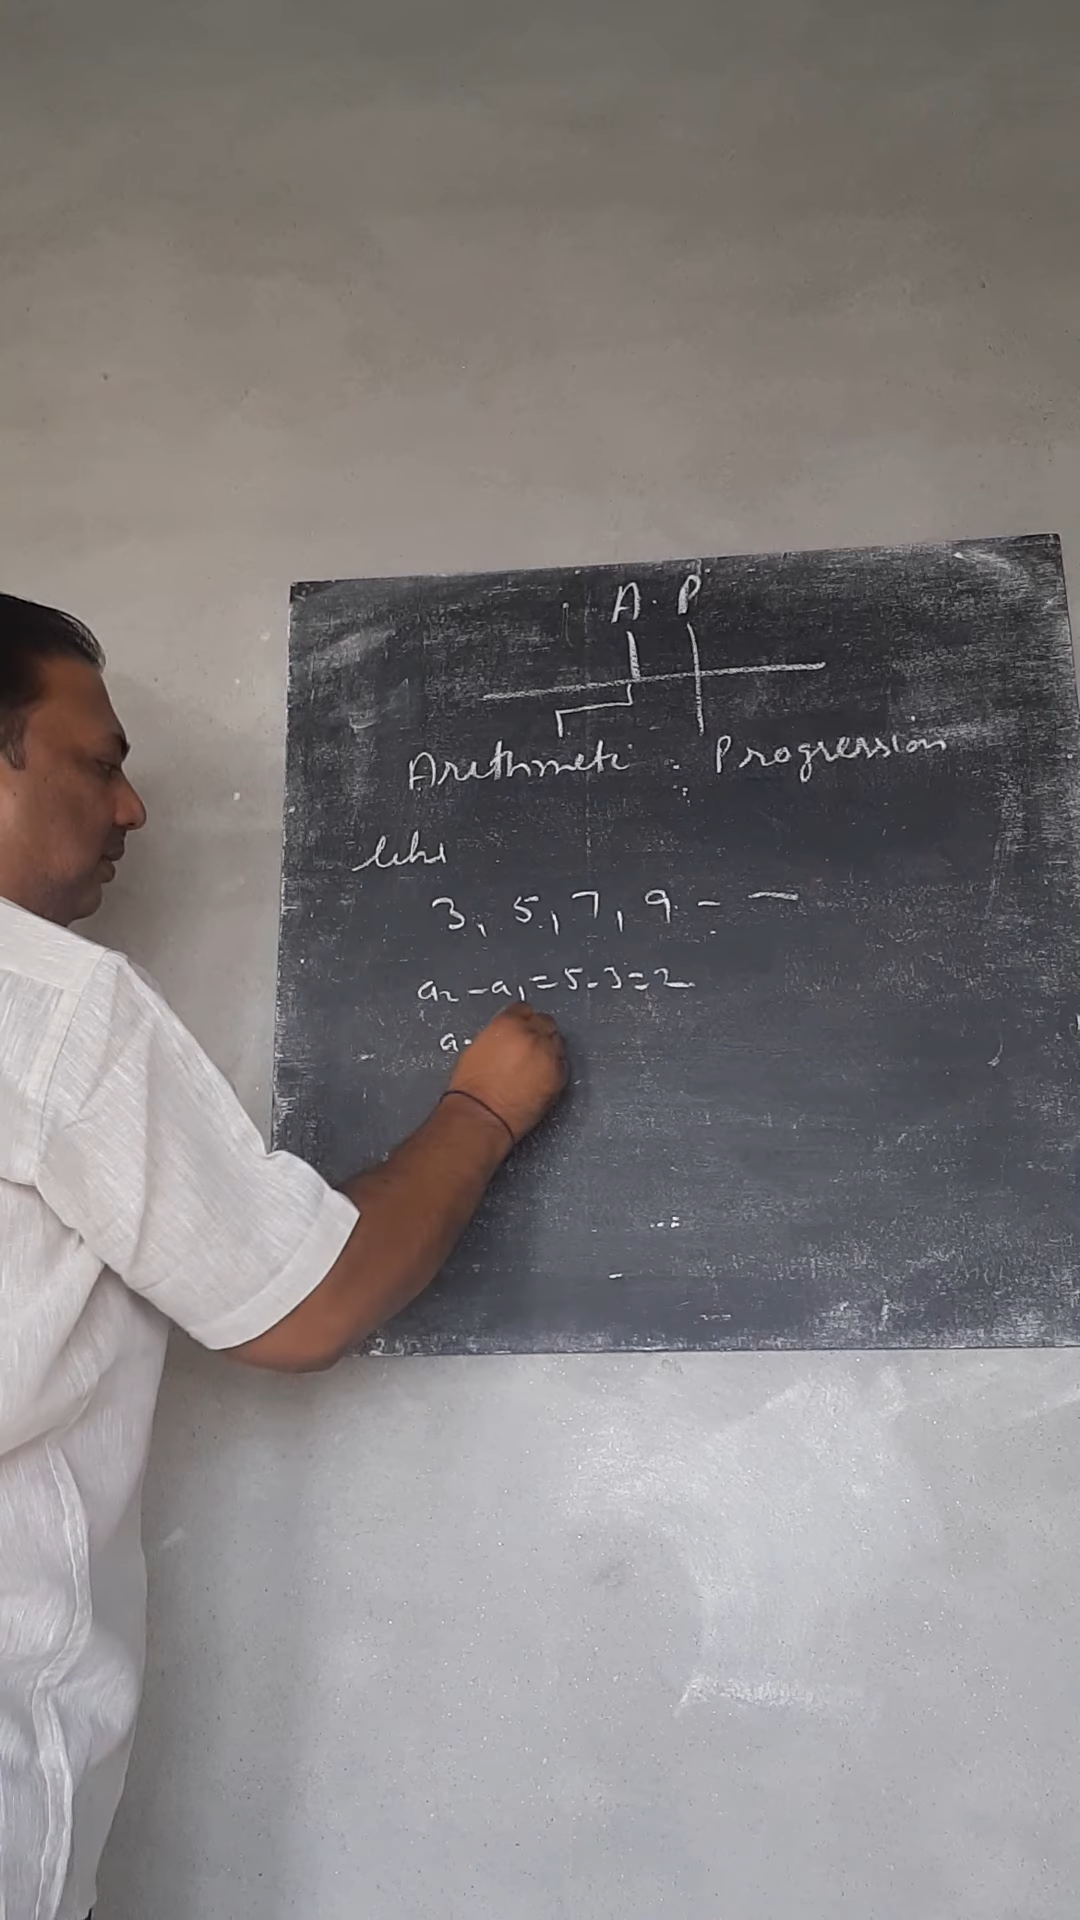 A. P
Arithmetic Progression
like
3, 5, 7, 9 - -
a₂ - a₁ = 5 - 3 = 2
a